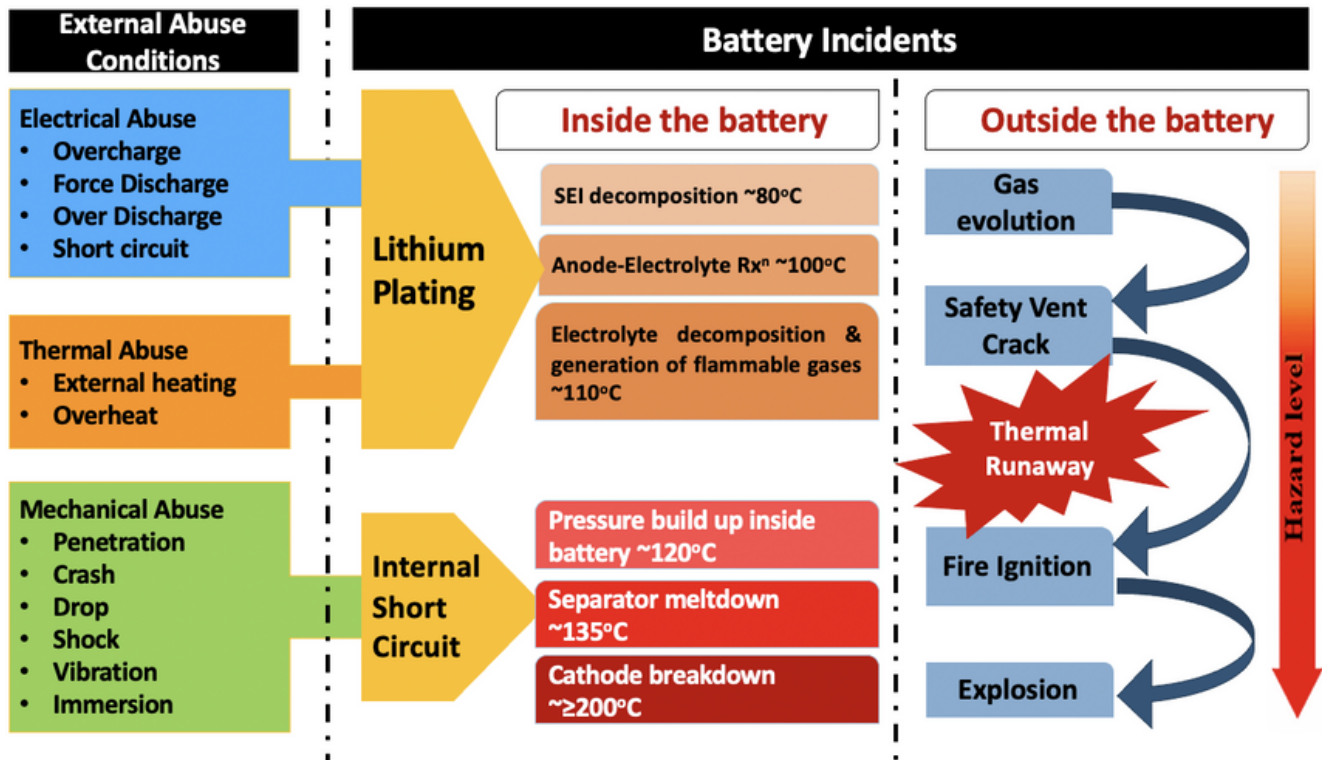 External Abuse
Conditions
Battery Incidents
Electrical Abuse
• Overcharge
• Force Discharge
• Over Discharge
• Short circuit
Thermal Abuse
• External heating
• Overheat
Mechanical Abuse
• Penetration
• Crash
• Drop
• Shock
• Vibration
• Immersion
Lithium
Plating
Internal
Short
Circuit
Inside the battery
SEI decomposition ~80°C
Anode-Electrolyte Rxⁿ ~100°C
Electrolyte decomposition &
generation of flammable gases
~110°C
Pressure build up inside
battery ~120°C
Separator meltdown
~135°C
Cathode breakdown
~≥200°C
Outside the battery
Gas
evolution
Safety Vent
Crack
Thermal
Runaway
Fire Ignition
Explosion
Hazard level